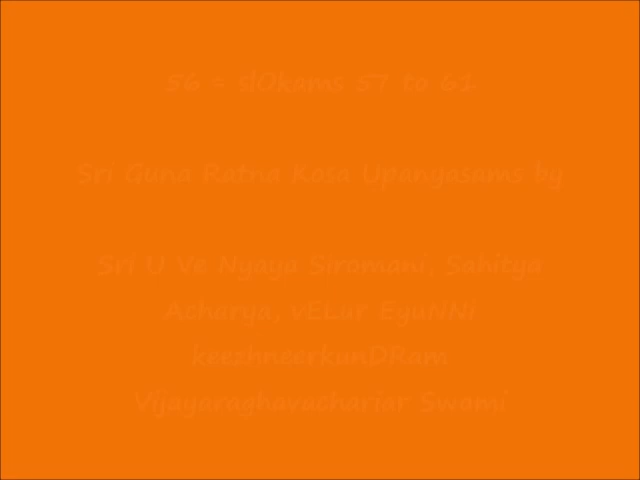 56 = slOkams 57 to 61
Sri Guna Ratna Kosa Upanyasams by
Sri U Ve Nyaya Siromani, Sahitya
Acharya, vELur EyuNNi
keezhneerkunDRam
Vijayaraghavachariar Swami